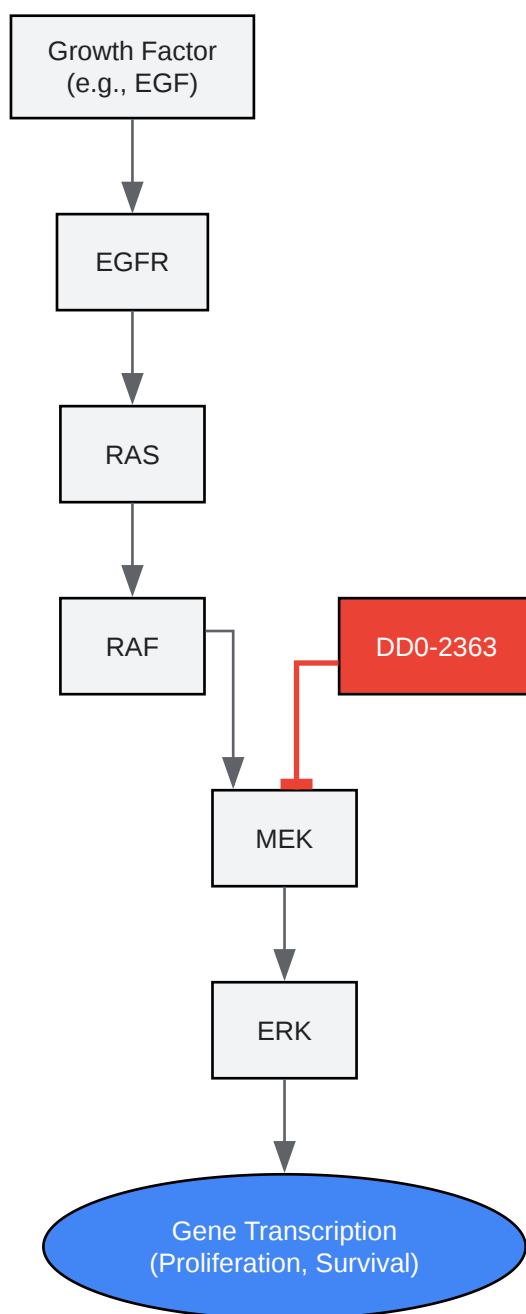 Growth Factor
(e.g., EGF)
EGFR
RAS
RAF
DD0-2363
MEK
ERK
Gene Transcription
(Proliferation, Survival)